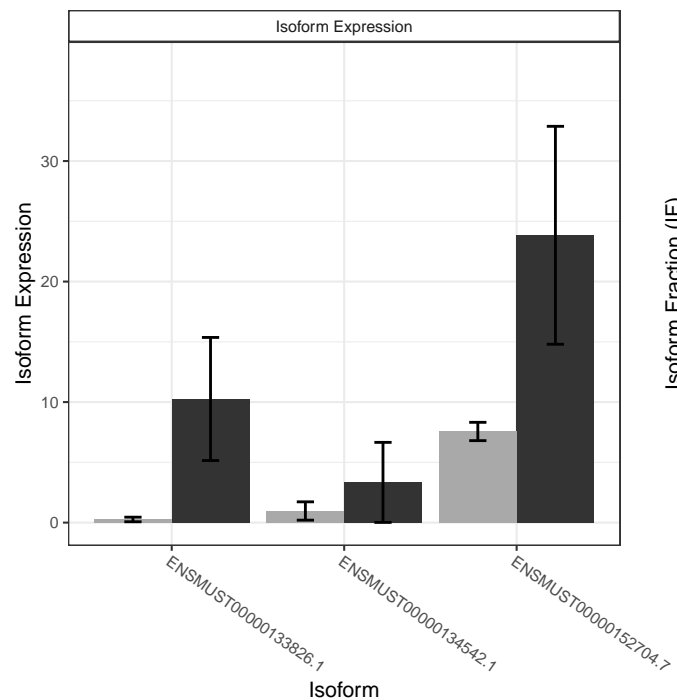 Isoform Expression
Isoform Expression
30
20
10
0
ENSMUST00000133826.1
ENSMUST00000134542.1
ENSMUST00000152704.7
Isoform
Isoform Fraction (IF)